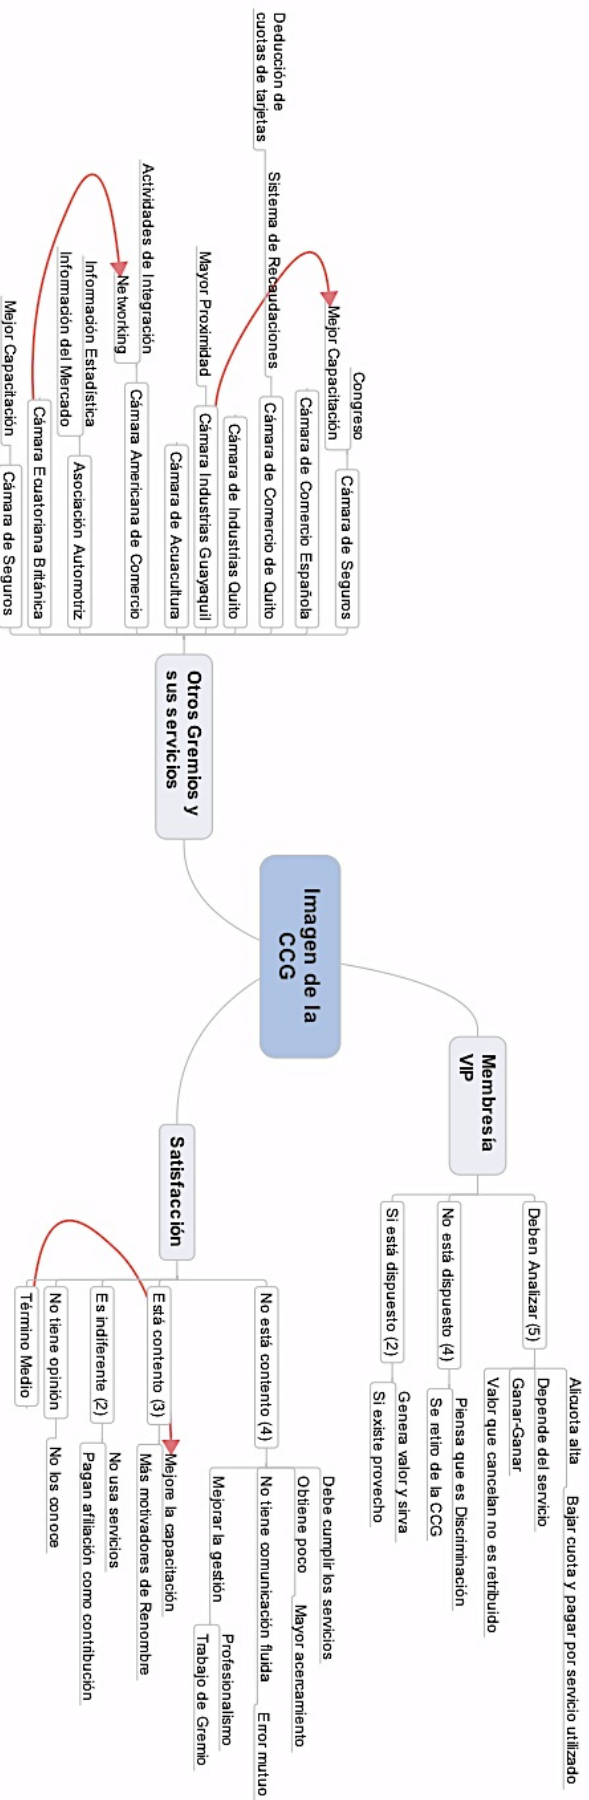 Imagen de la
CCG
Membresía
VIP
Deben Analizar (5)
Alicuota alta
Bajar cuota y pagar por servicio utilizado
Depende del servicio
Ganar-Ganar
Valor que cancelan no es retribuido
No está dispuesto (4)
Piensa que es Discriminación
Se retiro de la CCG
Si está dispuesto (2)
Genera valor y sirva
Si existe provecho
Satisfacción
No está contento (4)
Debe cumplir los servicios
Obtiene poco
Mayor acercamiento
No tiene comunicación fluida
Error mutuo
Mejorar la gestión
Profesionalismo
Trabajo de Gremio
Está contento (3)
Mejore la capacitación
Más motivadores de Renombre
Es indiferente (2)
No usa servicios
Pagan afiliación como contribución
No tiene opinión
No los conoce
Término Medio
Otros Gremios y
sus servicios
Cámara de Seguros
Congreso
Mejor Capacitación
Cámara de Comercio Española
Cámara de Comercio de Quito
Sistema de Recaudaciones
Deducción de
cuotas de tarjetas
Cámara de Industrias Quito
Cámara Industrias Guayaquil
Mayor Proximidad
Cámara de Acuacultura
Cámara Americana de Comercio
Actividades de Integración
Networking
Asociación Automotriz
Información Estadística
Información del Mercado
Cámara Ecuatoriana Británica
Cámara de Seguros
Mejor Capacitación